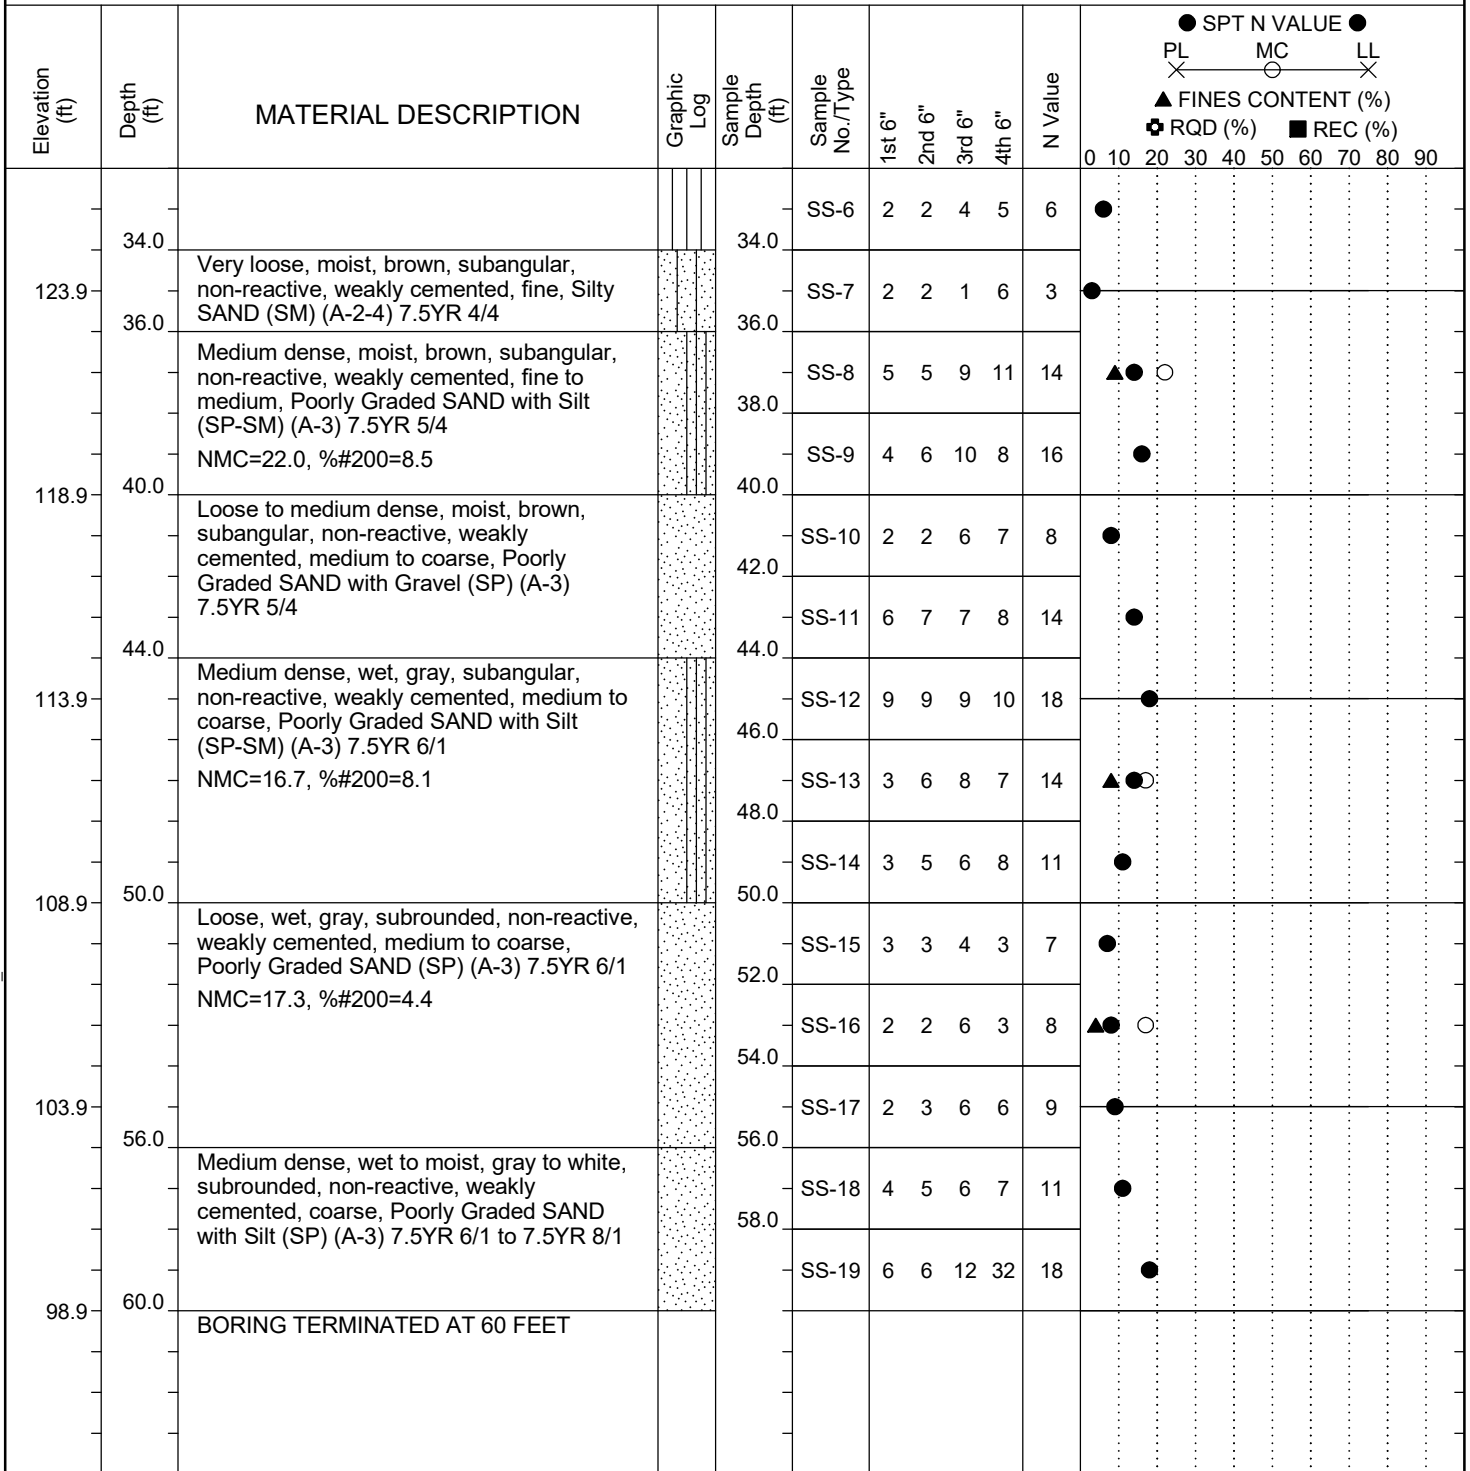 ● SPT N VALUE ●
PL MC LL
▲ FINES CONTENT (%)
RQD (%) ■ REC (%)
Elevation (ft) Depth (ft) MATERIAL DESCRIPTION Graphic Log Sample Depth (ft) Sample No./Type 1st 6" 2nd 6" 3rd 6" 4th 6" N Value
0 10 20 30 40 50 60 70 80 90
SS-6 2 2 4 5 6
34.0 34.0
Very loose, moist, brown, subangular,
123.9 non-reactive, weakly cemented, fine, Silty SS-7 2 2 1 6 3
SAND (SM) (A-2-4) 7.5YR 4/4
36.0 36.0
Medium dense, moist, brown, subangular,
non-reactive, weakly cemented, fine to SS-8 5 5 9 11 14
medium, Poorly Graded SAND with Silt
38.0
(SP-SM) (A-3) 7.5YR 5/4
NMC=22.0, %#200=8.5 SS-9 4 6 10 8 16
40.0 40.0
118.9
Loose to medium dense, moist, brown,
subangular, non-reactive, weakly SS-10 2 2 6 7 8
cemented, medium to coarse, Poorly
42.0
Graded SAND with Gravel (SP) (A-3)
7.5YR 5/4 SS-11 6 7 7 8 14
44.0 44.0
Medium dense, wet, gray, subangular,
113.9 non-reactive, weakly cemented, medium to SS-12 9 9 9 10 18
coarse, Poorly Graded SAND with Silt
46.0
(SP-SM) (A-3) 7.5YR 6/1
NMC=16.7, %#200=8.1 SS-13 3 6 8 7 14
48.0
SS-14 3 5 6 8 11
50.0 50.0
108.9
Loose, wet, gray, subrounded, non-reactive,
weakly cemented, medium to coarse, SS-15 3 3 4 3 7
Poorly Graded SAND (SP) (A-3) 7.5YR 6/1
52.0
NMC=17.3, %#200=4.4
SS-16 2 2 6 3 8
54.0
103.9 SS-17 2 3 6 6 9
56.0 56.0
Medium dense, wet to moist, gray to white,
subrounded, non-reactive, weakly SS-18 4 5 6 7 11
cemented, coarse, Poorly Graded SAND
58.0
with Silt (SP) (A-3) 7.5YR 6/1 to 7.5YR 8/1
SS-19 6 6 12 32 18
60.0
98.9
BORING TERMINATED AT 60 FEET